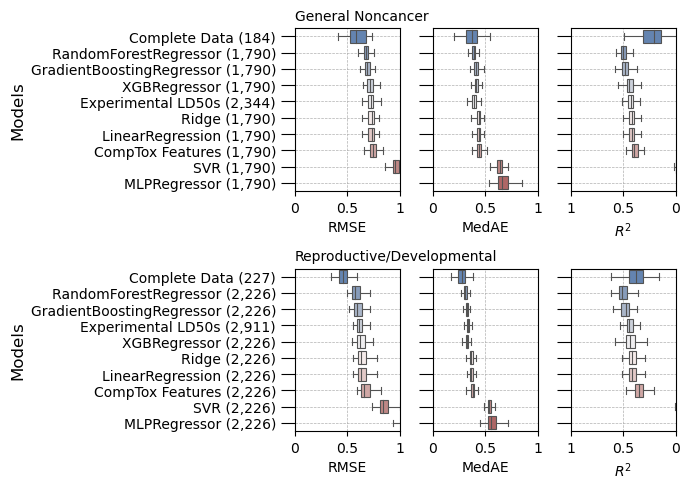 General Noncancer
Models
Complete Data (184)
RandomForestRegressor (1,790)
GradientBoostingRegressor (1,790)
XGBRegressor (1,790)
Experimental LD50s (2,344)
Ridge (1,790)
LinearRegression (1,790)
CompTox Features (1,790)
SVR (1,790)
MLPRegressor (1,790)
0 0.5 1 0 0.5 1 1 0.5 0
RMSE MedAE R²
Reproductive/Developmental
Models
Complete Data (227)
RandomForestRegressor (2,226)
GradientBoostingRegressor (2,226)
Experimental LD50s (2,911)
XGBRegressor (2,226)
Ridge (2,226)
LinearRegression (2,226)
CompTox Features (2,226)
SVR (2,226)
MLPRegressor (2,226)
0 0.5 1 0 0.5 1 1 0.5 0
RMSE MedAE R²